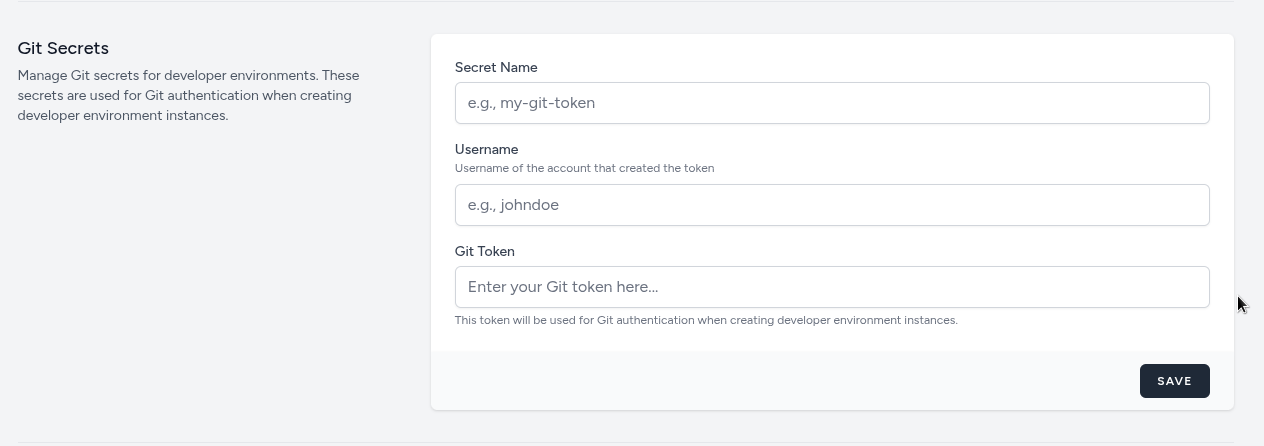 Git Secrets
Manage Git secrets for developer environments. These
secrets are used for Git authentication when creating
developer environment instances.
Secret Name
e.g., my-git-token
Username
Username of the account that created the token
e.g., johndoe
Git Token
Enter your Git token here...
This token will be used for Git authentication when creating developer environment instances.
SAVE